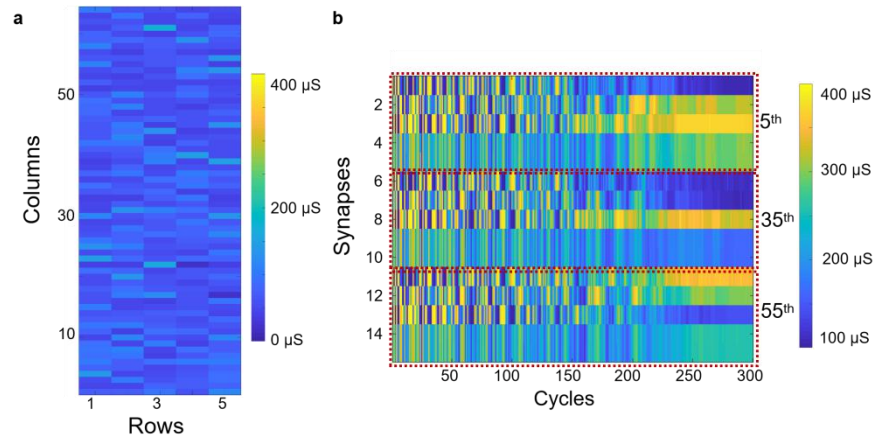 a
Columns
50
30
10
1
3
5
Rows
400 µS
200 µS
0 µS
b
Synapses
2
4
6
8
10
12
14
50
100
150
200
250
300
Cycles
5th
35th
55th
400 µS
300 µS
200 µS
100 µS